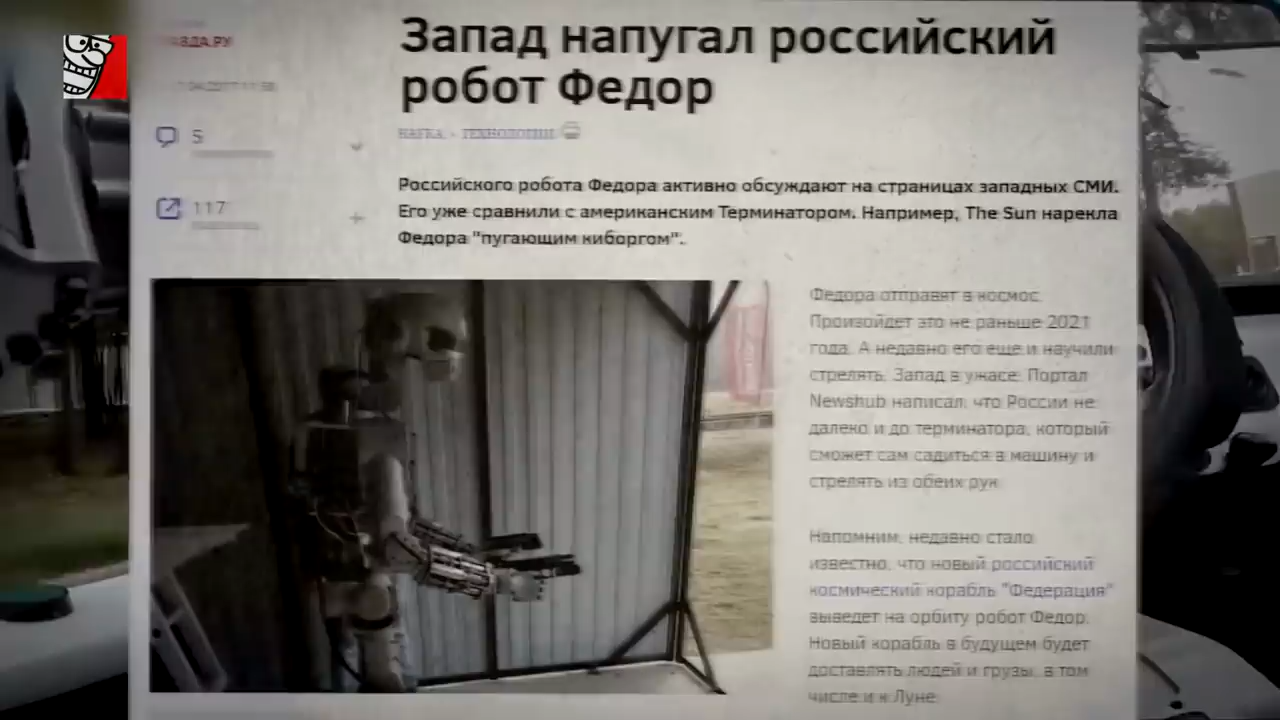 Запад напугал российский
робот Федор
5
НАУКА » ТЕХНОЛОГИИ
117
Российского робота Федора активно обсуждают на страницах западных СМИ.
Его уже сравнили с американским Терминатором. Например, The Sun нарекла
Федора "пугающим киборгом".
Федора отправят в космос.
Произойдет это не раньше 2021
года. А недавно его еще и научили
стрелять. Запад в ужасе. Портал
Newshub написал, что России не
далеко и до терминатора, который
сможет сам садиться в машину и
стрелять из обеих рук.
Напомним, недавно стало
известно, что новый российский
космический корабль "Федерация"
выведет на орбиту робот Федор.
Новый корабль в будущем будет
доставлять людей и грузы, в том
числе и к Луне.